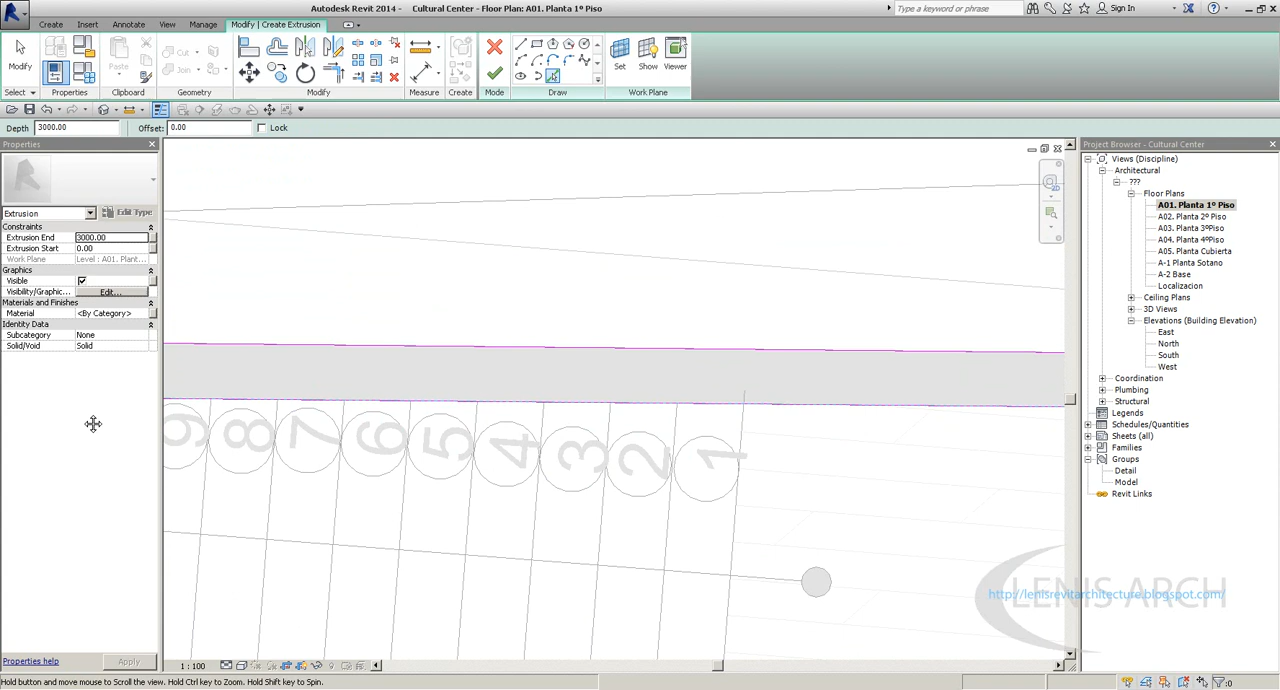 Autodesk Revit 2014 - Cultural Center - Floor Plan: A01. Planta 1º Piso
Type a keyword or phrase
Sign In
Create Insert Annotate View Manage Modify | Create Extrusion
Modify Paste Cut Join Set Show Viewer
Select Properties Clipboard Geometry Modify Measure Create Mode Draw Work Plane
Depth 3000.00 Offset: 0.00 Lock
Properties
Extrusion Edit Type
Constraints
Extrusion End 3000.00
Extrusion Start 0.00
Work Plane Level : A01. Plant...
Graphics
Visible
Visibility/Graphic... Edit...
Materials and Finishes
Material <By Category>
Identity Data
Subcategory None
Solid/Void Solid
Properties help Apply
9 8 7 6 5 4 3 2 1
2D
Project Browser - Cultural Center
Views (Discipline)
Architectural
???
Floor Plans
A01. Planta 1º Piso
A02. Planta 2º Piso
A03. Planta 3ºPiso
A04. Planta 4ºPiso
A05. Planta Cubierta
A-1 Planta Sotano
A-2 Base
Localizacion
Ceiling Plans
3D Views
Elevations (Building Elevation)
East
North
South
West
Coordination
Plumbing
Structural
Legends
Schedules/Quantities
Sheets (all)
Families
Groups
Detail
Model
Revit Links
LENIS ARCH
http://lenisrevitarchitecture.blogspot.com/
1 : 100
Hold button and move mouse to Scroll the view. Hold Ctrl key to Zoom. Hold Shift key to Spin.
:0